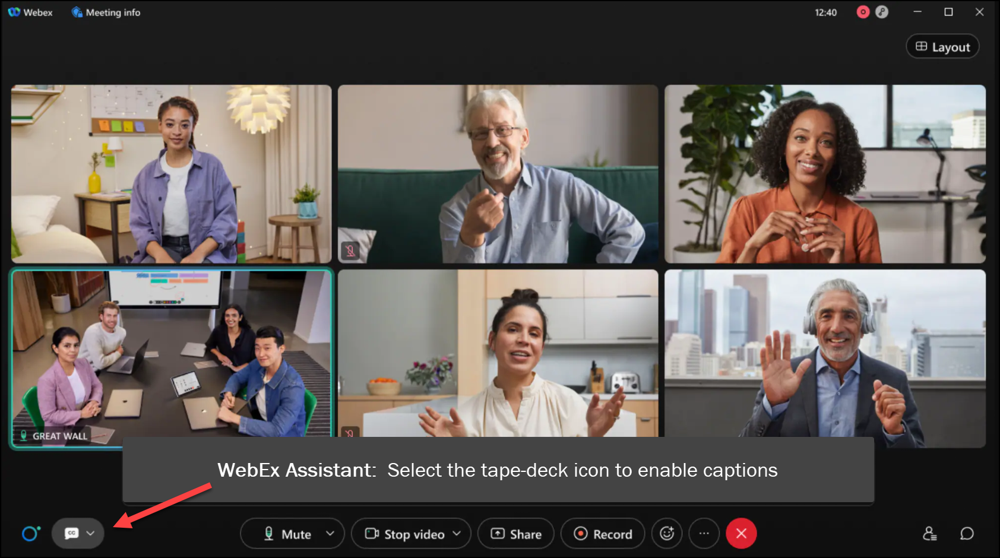 Webex
Meeting info
12:40
Layout
GREAT WALL
WebEx Assistant: Select the tape-deck icon to enable captions
CC
Mute
Stop video
Share
Record